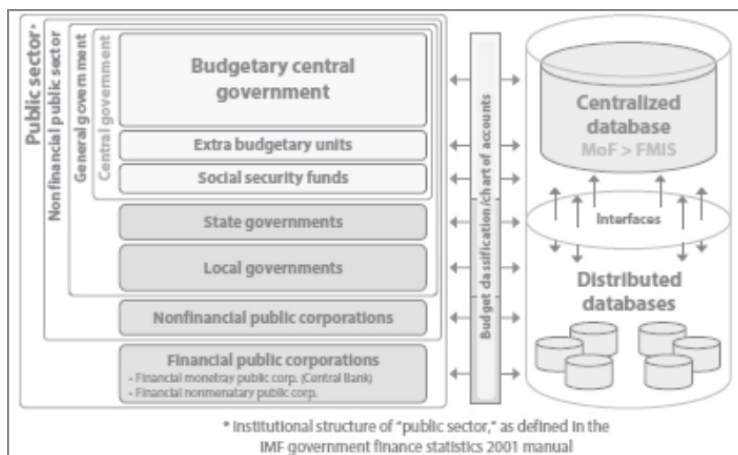 Public sector*
Nonfinancial public sector
General government
Central government
Budgetary central
government
Extra budgetary units
Social security funds
State governments
Local governments
Nonfinancial public corporations
Financial public corporations
- Financial monetray public corp. (Central Bank)
- Financial nonmenatary public corp.
Budget classification/chart of accounts
Centralized
database
MoF > FMIS
Interfaces
Distributed
databases
* Institutional structure of "public sector," as defined in the
IMF government finance statistics 2001 manual